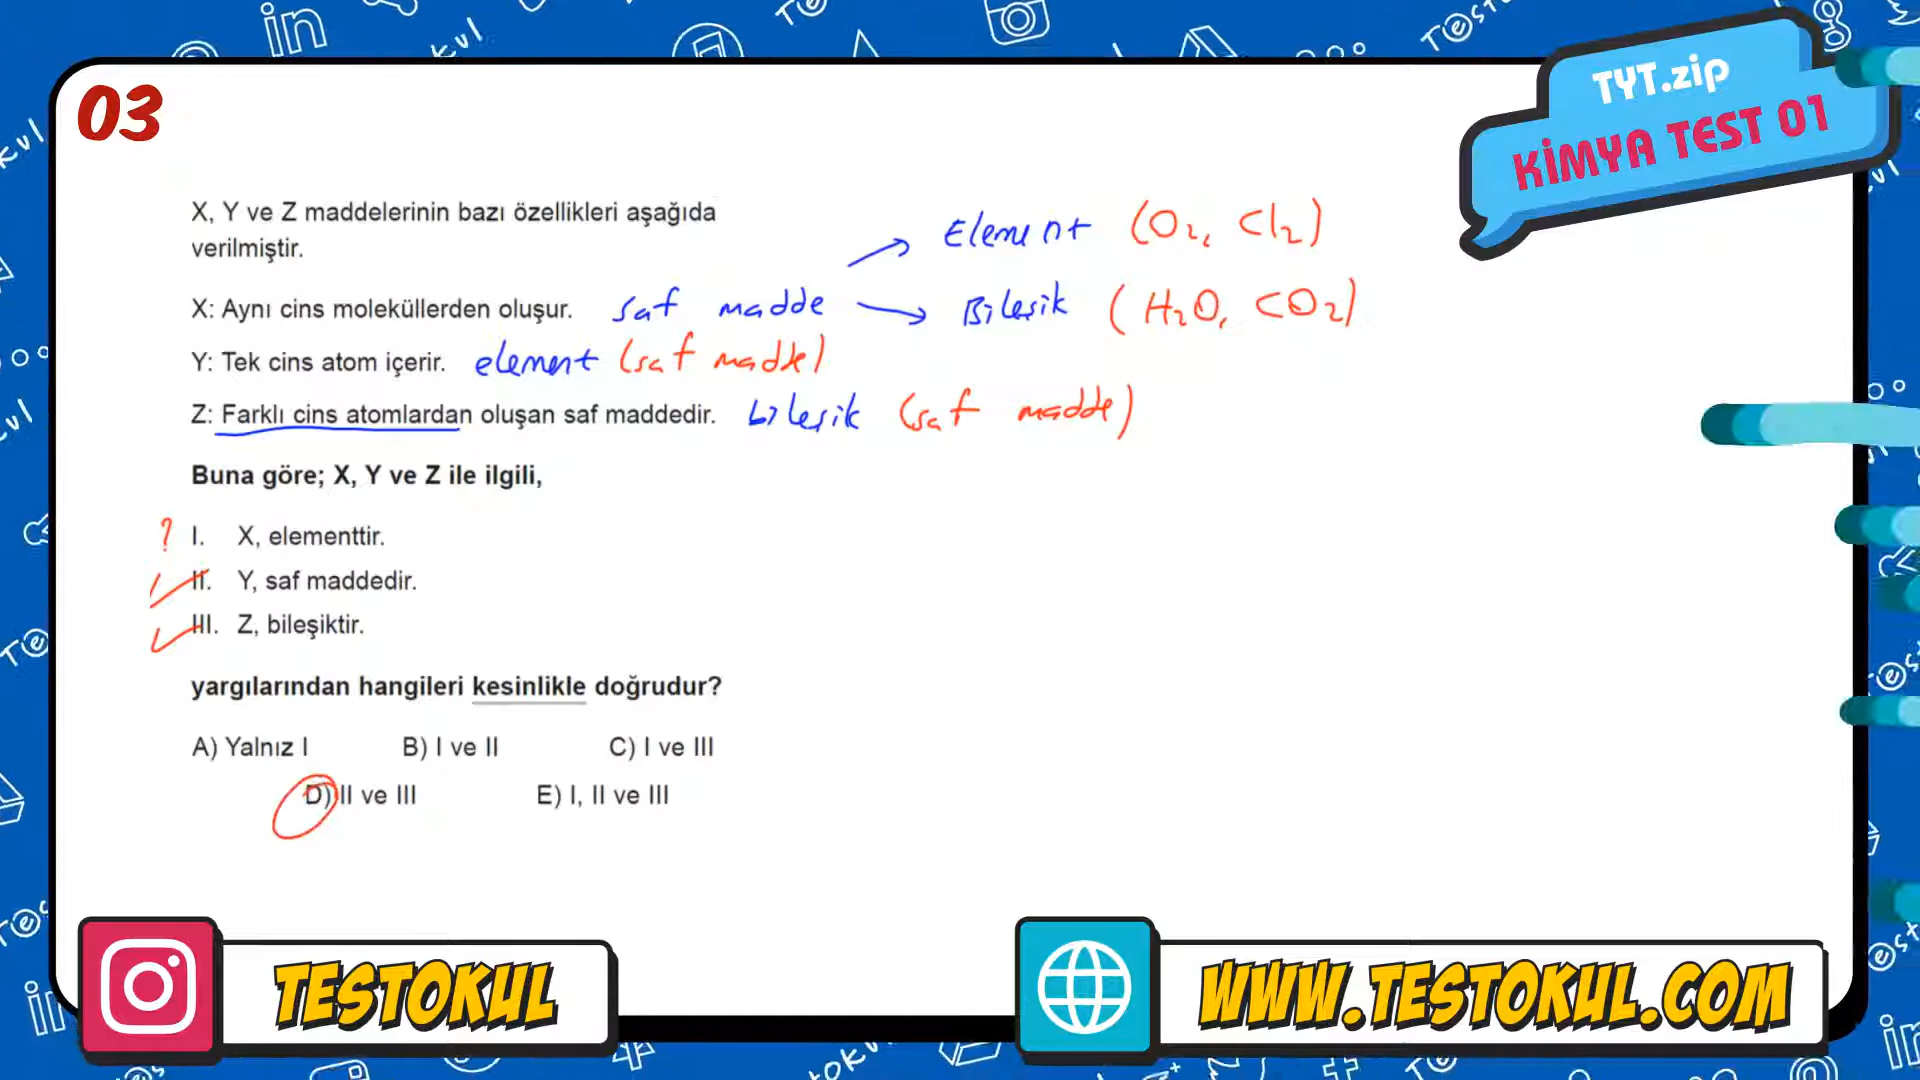 03
TYT.zip
KİMYA TEST 01
X, Y ve Z maddelerinin bazı özellikleri aşağıda
verilmiştir.
Element (O₂, Cl₂)
X: Aynı cins moleküllerden oluşur. saf madde
Bileşik (H₂O, CO₂)
Y: Tek cins atom içerir. element (saf madde)
Z: Farklı cins atomlardan oluşan saf maddedir. bileşik (saf madde)
Buna göre; X, Y ve Z ile ilgili,
? I. X, elementtir.
✓ II. Y, saf maddedir.
✓ III. Z, bileşiktir.
yargılarından hangileri kesinlikle doğrudur?
A) Yalnız I B) I ve II C) I ve III
D) II ve III E) I, II ve III
TESTOKUL
WWW.TESTOKUL.COM